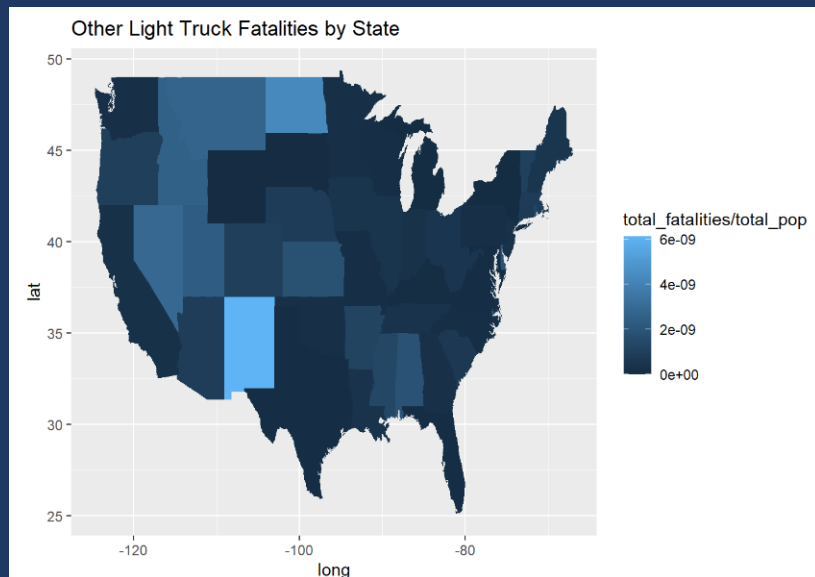 Other Light Truck Fatalities by State
50
45
40
35
30
25
lat
-120
-100
-80
long
total_fatalities/total_pop
6e-09
4e-09
2e-09
0e+00